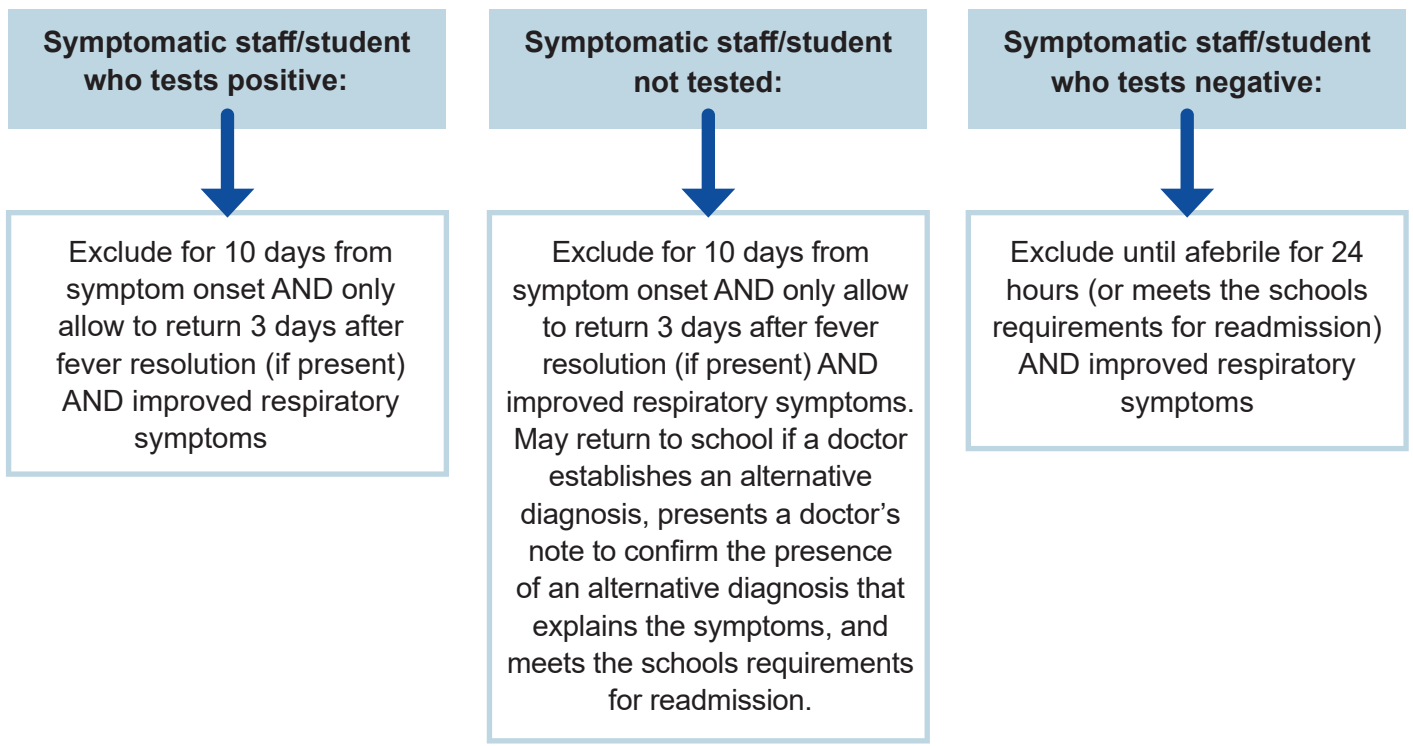 Symptomatic staff/student
who tests positive:
Exclude for 10 days from
symptom onset AND only
allow to return 3 days after
fever resolution (if present)
AND improved respiratory
symptoms
Symptomatic staff/student
not tested:
Exclude for 10 days from
symptom onset AND only allow
to return 3 days after fever
resolution (if present) AND
improved respiratory symptoms.
May return to school if a doctor
establishes an alternative
diagnosis, presents a doctor’s
note to confirm the presence
of an alternative diagnosis that
explains the symptoms, and
meets the schools requirements
for readmission.
Symptomatic staff/student
who tests negative:
Exclude until afebrile for 24
hours (or meets the schools
requirements for readmission)
AND improved respiratory
symptoms